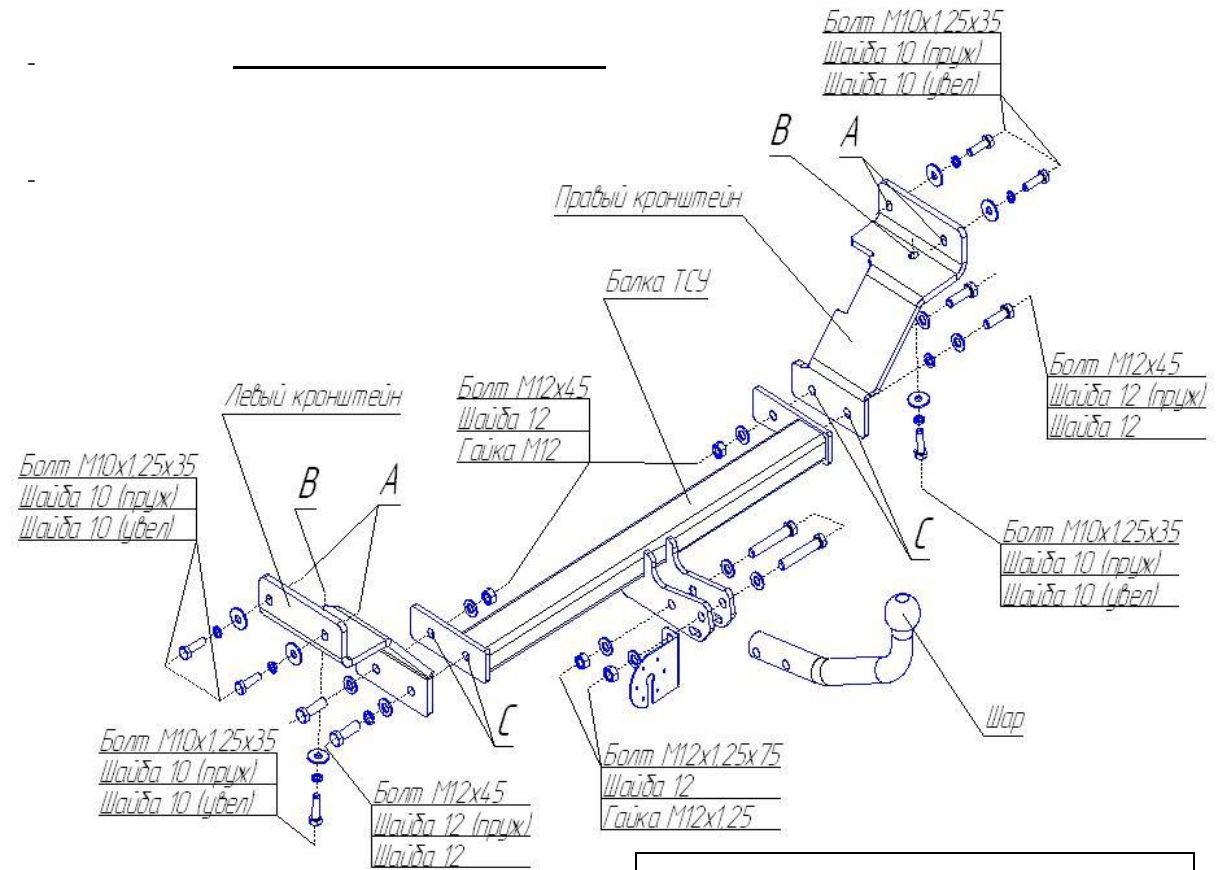 Болт М10х1,25х35
Шайба 10 (пруж)
Шайба 10 (увел)
В
А
Правый кронштейн
Балка ТСУ
Болт М12х45
Шайба 12 (пруж)
Шайба 12
Левый кронштейн
Болт М12х45
Шайба 12
Гайка М12
Болт М10х1,25х35
Шайба 10 (пруж)
Шайба 10 (увел)
В
А
С
Болт М10х1,25х35
Шайба 10 (пруж)
Шайба 10 (увел)
С
Шар
Болт М10х1,25х35
Шайба 10 (пруж)
Шайба 10 (увел)
Болт М12х45
Шайба 12 (пруж)
Шайба 12
Болт М12х1,25х75
Шайба 12
Гайка М12х1,25